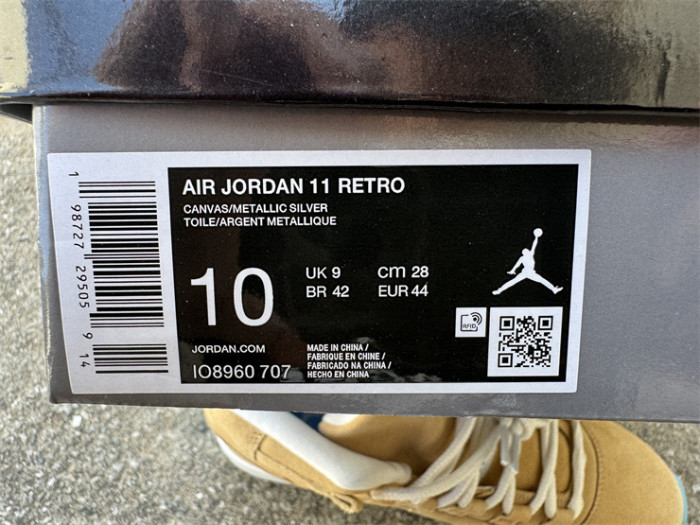 AIR JORDAN 11 RETRO
CANVAS/METALLIC SILVER
TOILE/ARGENT METALLIQUE
10
UK 9 cm 28
BR 42 EUR 44
JORDAN.COM
IO8960 707
MADE IN CHINA /
FABRIQUE EN CHINE /
FABRICADO NA CHINA /
HECHO EN CHINA
RFID
1 98727 29505 9 14